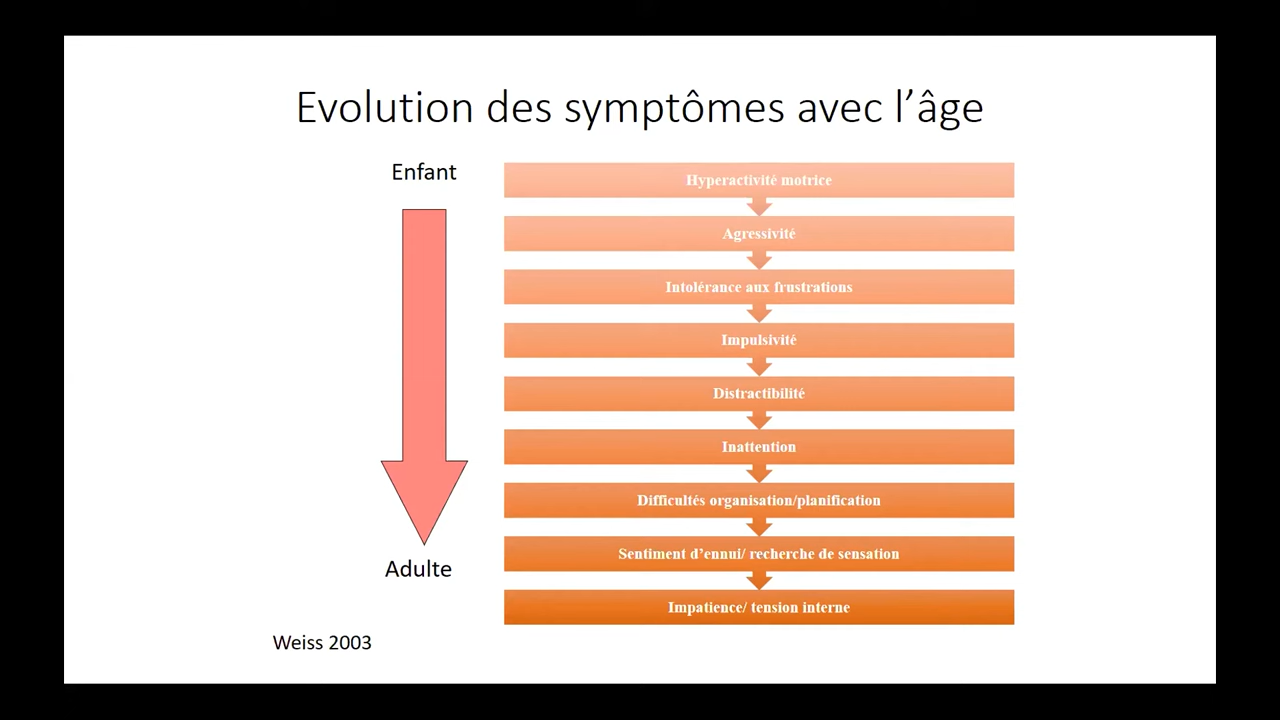 Evolution des symptômes avec l’âge
Enfant
Hyperactivité motrice
Agressivité
Intolérance aux frustrations
Impulsivité
Distractibilité
Inattention
Difficultés organisation/planification
Sentiment d’ennui/ recherche de sensation
Adulte
Impatience/ tension interne
Weiss 2003